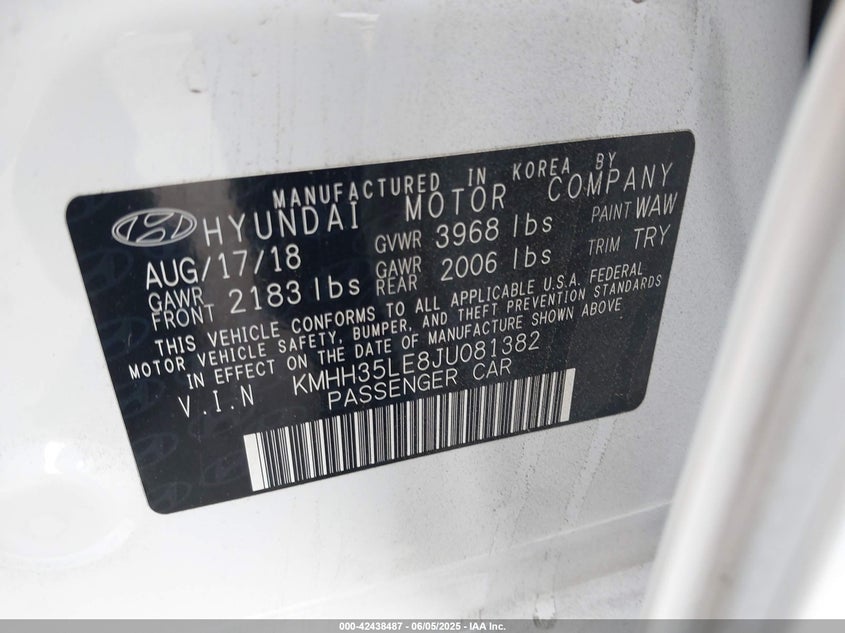 MANUFACTURED IN KOREA BY
HYUNDAI MOTOR COMPANY
AUG/17/18 GVWR 3968 lbs PAINT WAW
GAWR FRONT 2183 lbs GAWR REAR 2006 lbs TRIM TRY
THIS VEHICLE CONFORMS TO ALL APPLICABLE U.S.A. FEDERAL
MOTOR VEHICLE SAFETY, BUMPER, AND THEFT PREVENTION STANDARDS
IN EFFECT ON THE DATE OF MANUFACTURE SHOWN ABOVE
V.I.N KMHH35LE8JU081382
PASSENGER CAR
000-42438487 - 06/05/2025 - IAA Inc.